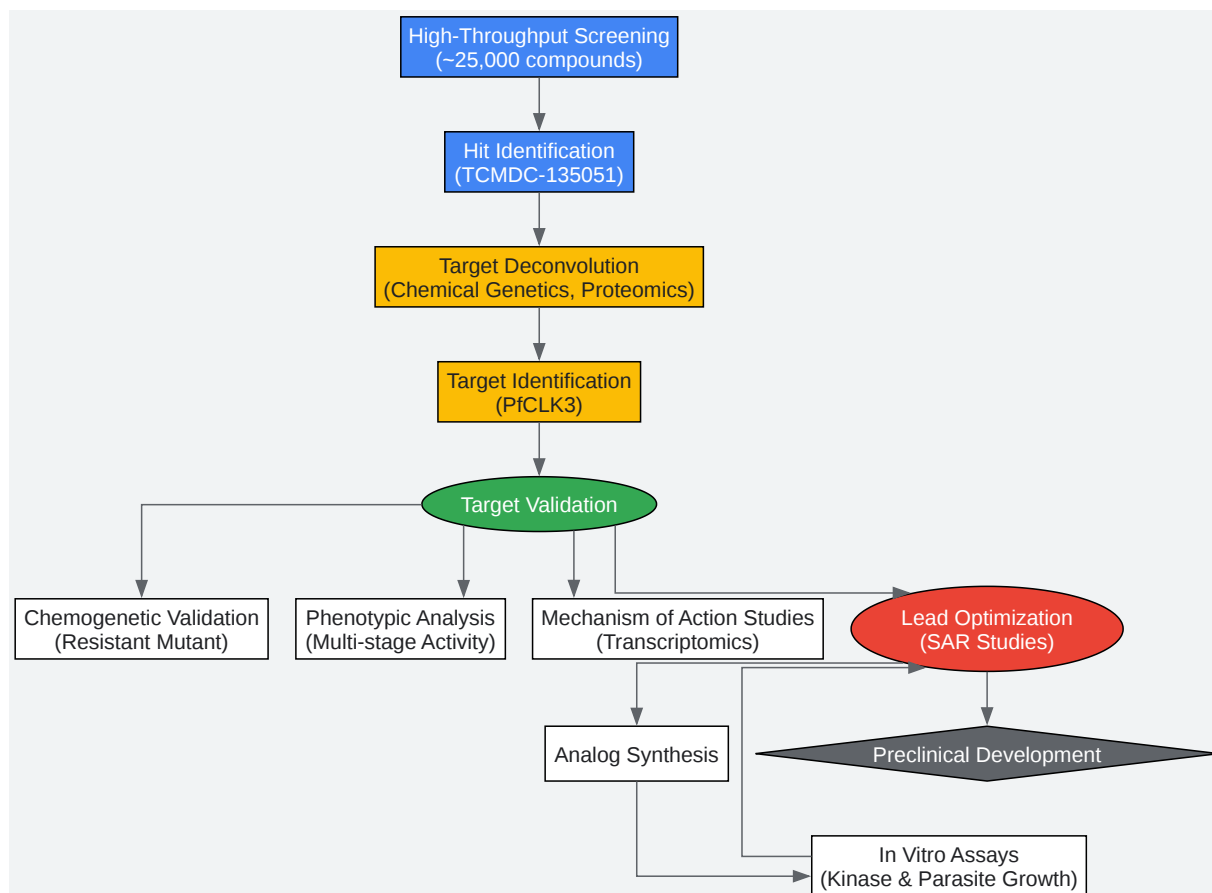 High-Throughput Screening
(~25,000 compounds)
Hit Identification
(TCMDC-135051)
Target Deconvolution
(Chemical Genetics, Proteomics)
Target Identification
(PfCLK3)
Target Validation
Chemogenetic Validation
(Resistant Mutant)
Phenotypic Analysis
(Multi-stage Activity)
Mechanism of Action Studies
(Transcriptomics)
Lead Optimization
(SAR Studies)
Analog Synthesis
Preclinical Development
In Vitro Assays
(Kinase & Parasite Growth)